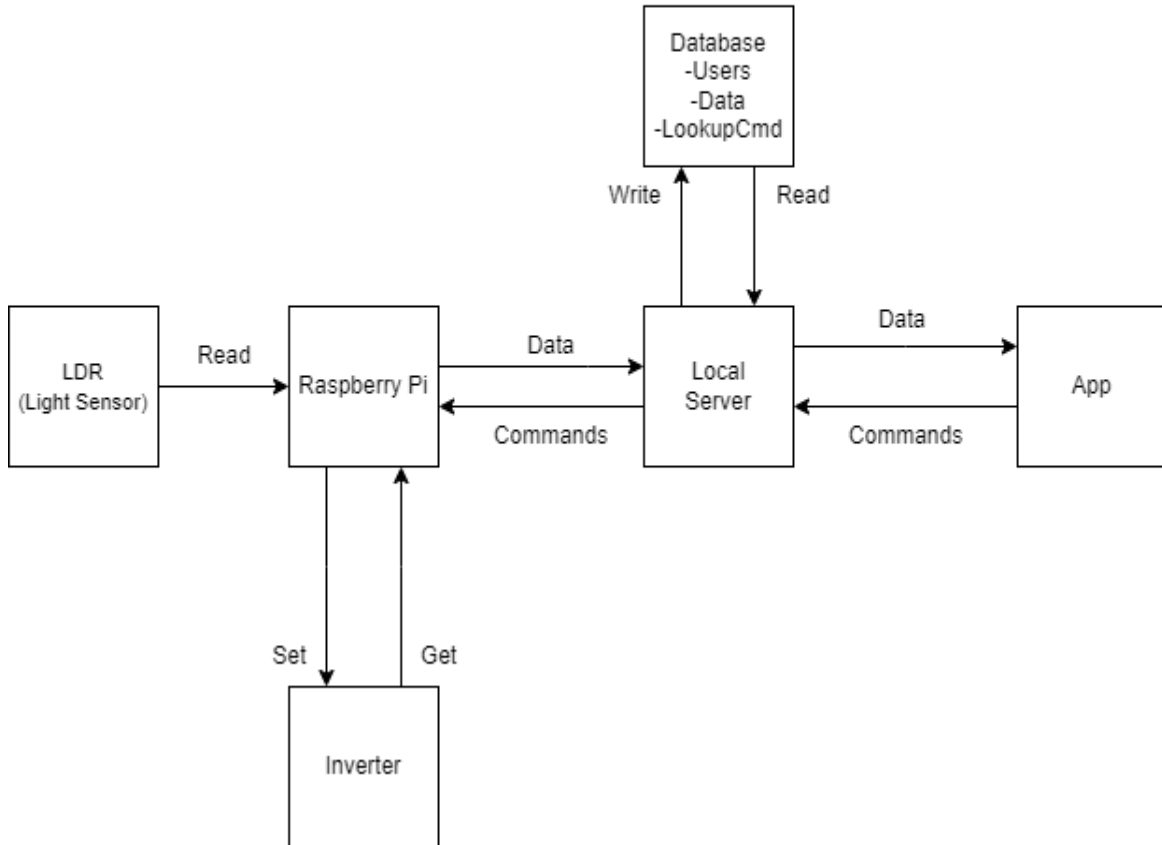 Database
-Users
-Data
-LookupCmd
Write
Read
LDR
(Light Sensor)
Read
Raspberry Pi
Data
Commands
Local
Server
Data
Commands
App
Set
Get
Inverter